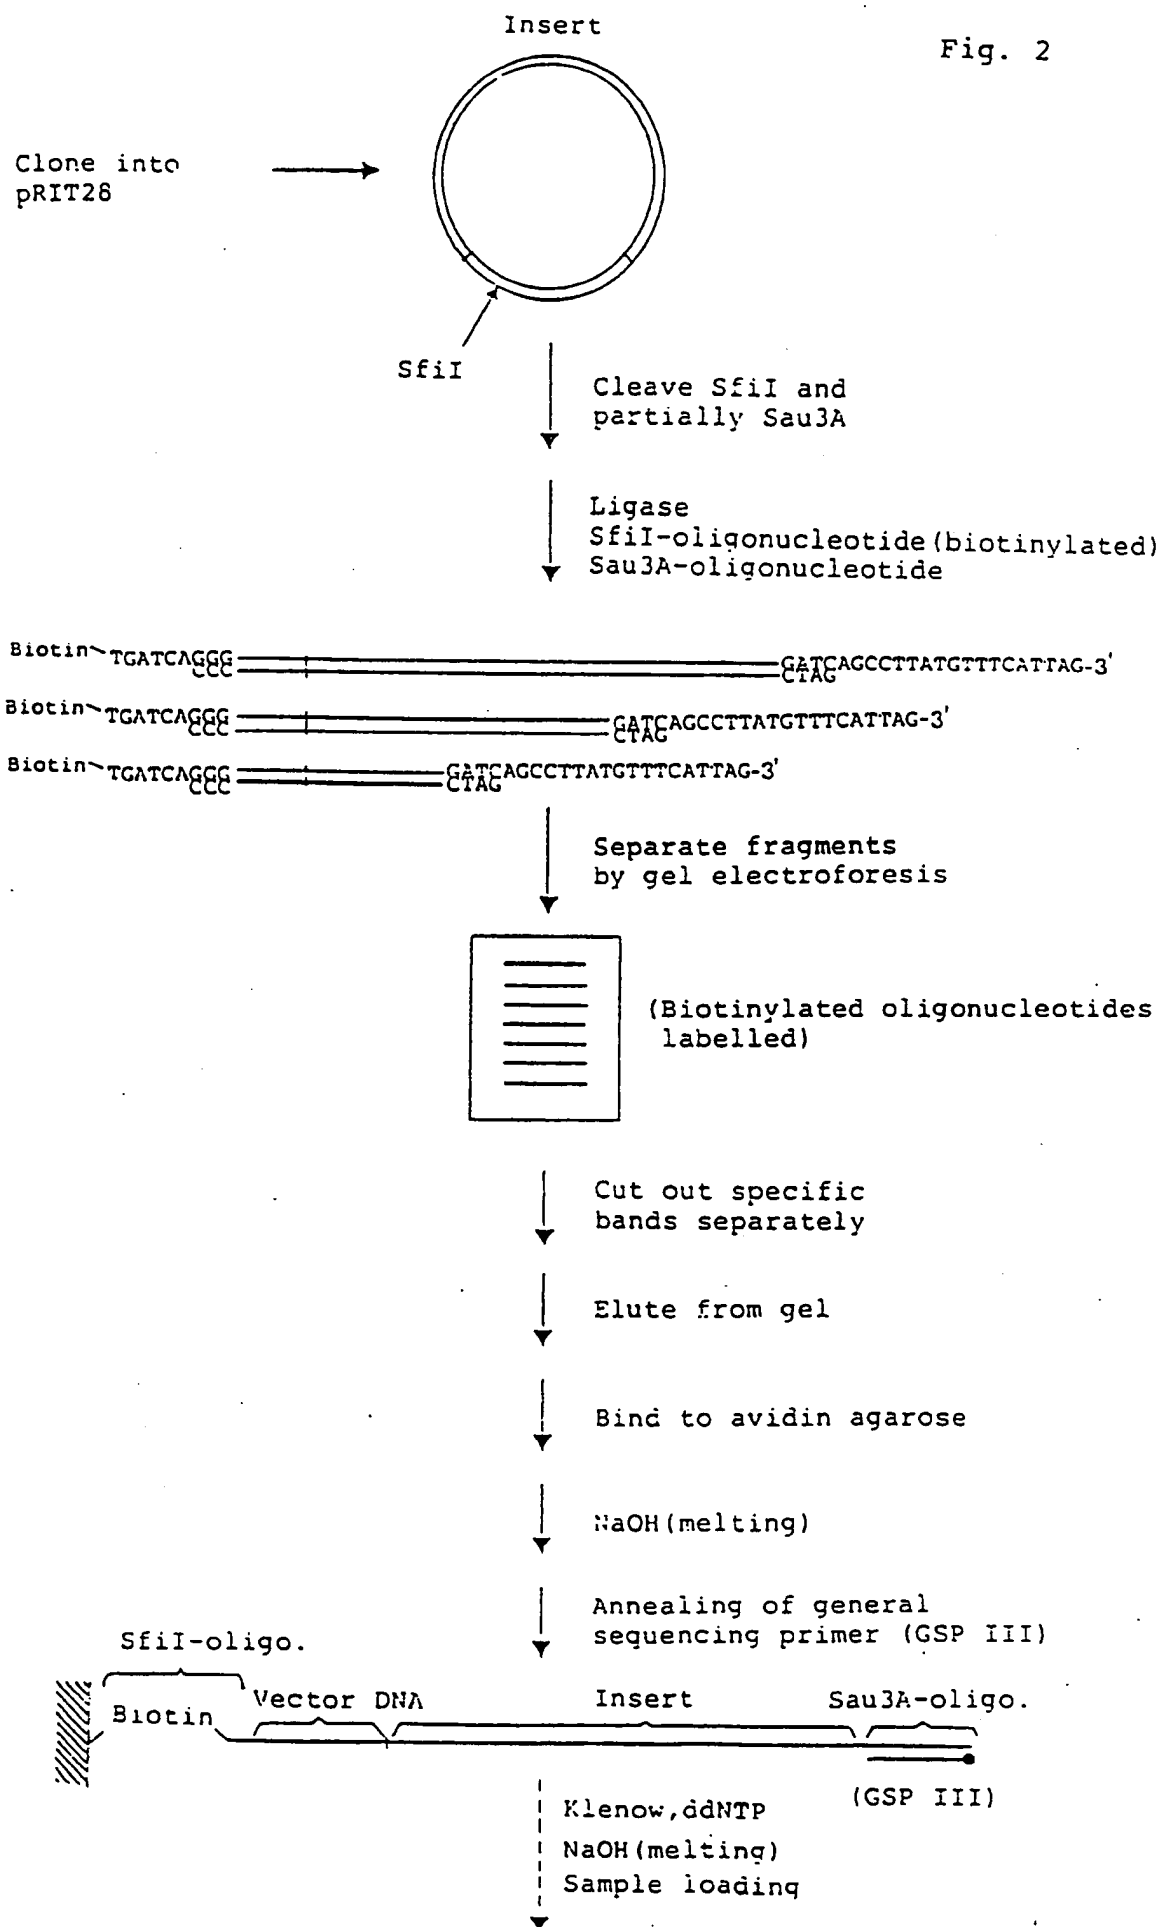 Insert
Fig. 2
Clone into
pRIT28
SfiI
Cleave SfiI and
partially Sau3A
Ligase
SfiI-oligonucleotide(biotinylated)
Sau3A-oligonucleotide
Biotin TGATCAGGG GATCAGCCTTATGTTTCATTAG-3'
CCC CTAG
Biotin TGATCAGGG GATCAGCCTTATGTTTCATTAG-3'
CCC CTAG
Biotin TGATCAGGG GATCAGCCTTATGTTTCATTAG-3'
CCC CTAG
Separate fragments
by gel electroforesis
(Biotinylated oligonucleotides
labelled)
Cut out specific
bands separately
Elute from gel
Bind to avidin agarose
NaOH(melting)
Annealing of general
sequencing primer (GSP III)
SfiI-oligo.
Biotin Vector DNA Insert Sau3A-oligo.
(GSP III)
Klenow,ddNTP
NaOH(melting)
Sample loading